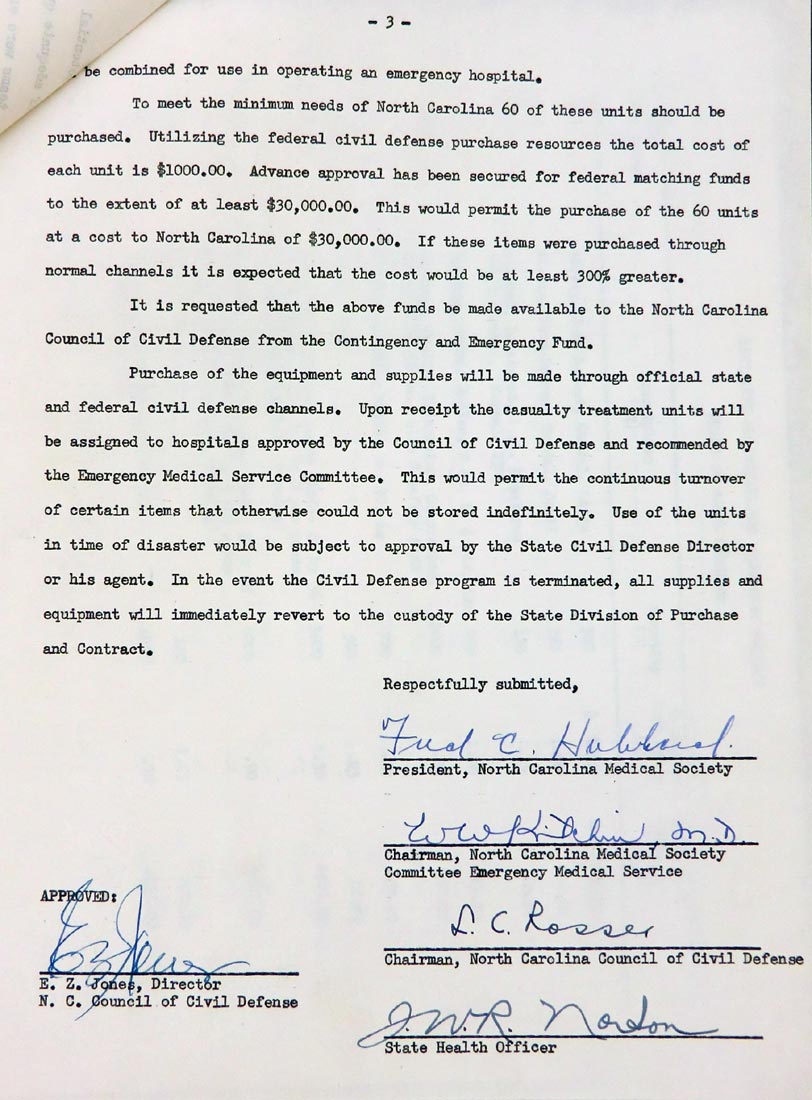 - 3 -
be combined for use in operating an emergency hospital.
To meet the minimum needs of North Carolina 60 of these units should be
purchased. Utilizing the federal civil defense purchase resources the total cost of
each unit is $1000.00. Advance approval has been secured for federal matching funds
to the extent of at least $30,000.00. This would permit the purchase of the 60 units
at a cost to North Carolina of $30,000.00. If these items were purchased through
normal channels it is expected that the cost would be at least 300% greater.
It is requested that the above funds be made available to the North Carolina
Council of Civil Defense from the Contingency and Emergency Fund.
Purchase of the equipment and supplies will be made through official state
and federal civil defense channels. Upon receipt the casualty treatment units will
be assigned to hospitals approved by the Council of Civil Defense and recommended by
the Emergency Medical Service Committee. This would permit the continuous turnover
of certain items that otherwise could not be stored indefinitely. Use of the units
in time of disaster would be subject to approval by the State Civil Defense Director
or his agent. In the event the Civil Defense program is terminated, all supplies and
equipment will immediately revert to the custody of the State Division of Purchase
and Contract.
Respectfully submitted,
Fred C. Hubbard.
President, North Carolina Medical Society
W W Kitchin, M.D.
Chairman, North Carolina Medical Society
Committee Emergency Medical Service
L. C. Rosser
Chairman, North Carolina Council of Civil Defense
J. W. R. Norton
State Health Officer
APPROVED:
E Z Jones
E. Z. Jones, Director
N. C. Council of Civil Defense